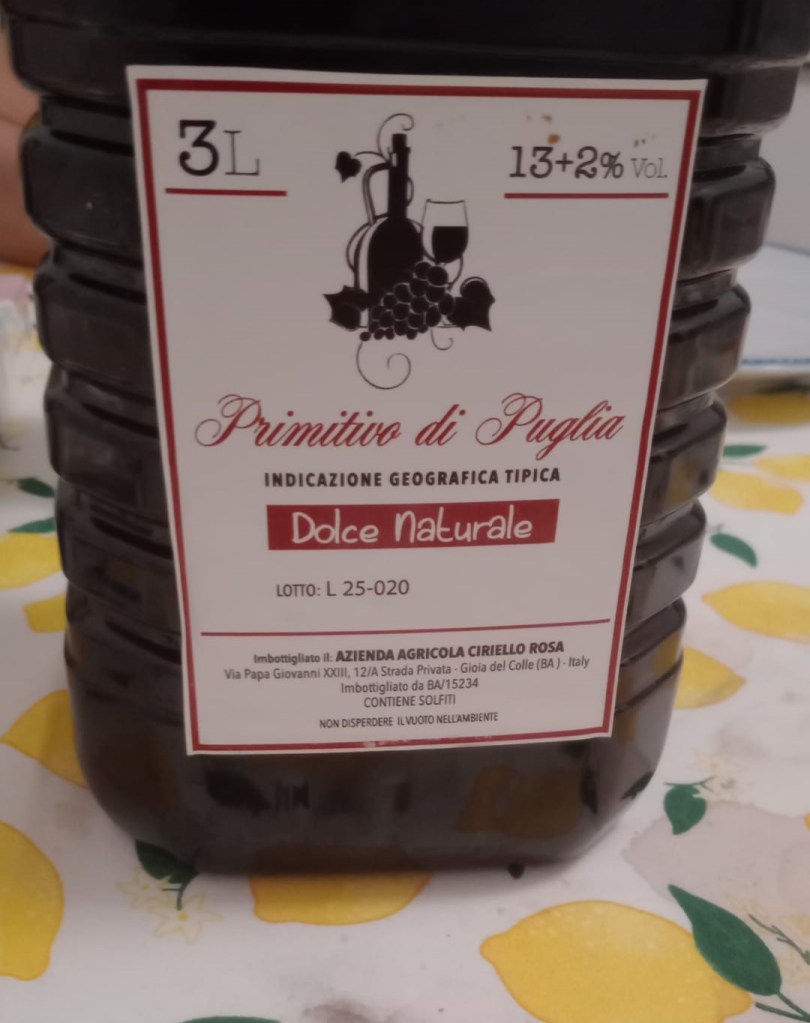 3L
13+2% Vol.
Primitivo di Puglia
INDICAZIONE GEOGRAFICA TIPICA
Dolce Naturale
LOTTO: L 25-020
Imbottigliato il: AZIENDA AGRICOLA CIRIELLO ROSA
Via Papa Giovanni XXIII, 12/A Strada Privata - Gioia del Colle (BA ) - Italy
Imbottigliato da BA/15234
CONTIENE SOLFITI
NON DISPERDERE IL VUOTO NELL'AMBIENTE